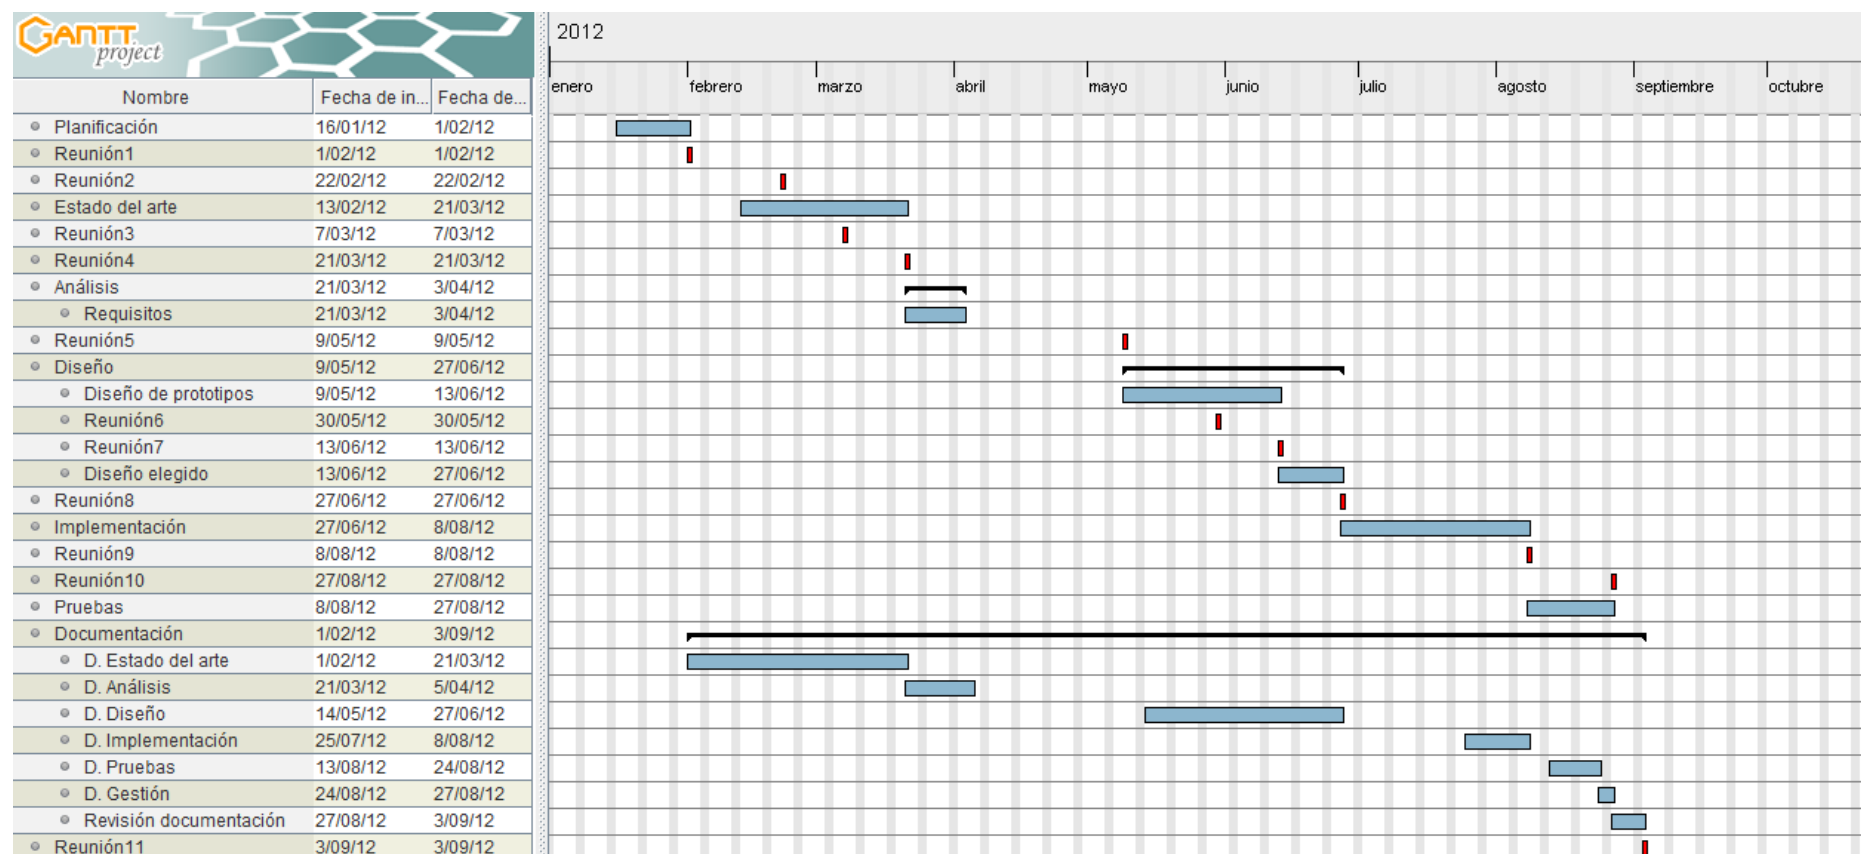 GANTT
project
2012
enero febrero marzo abril mayo junio julio agosto septiembre octubre
Nombre Fecha de in... Fecha de...
Planificación 16/01/12 1/02/12
Reunión1 1/02/12 1/02/12
Reunión2 22/02/12 22/02/12
Estado del arte 13/02/12 21/03/12
Reunión3 7/03/12 7/03/12
Reunión4 21/03/12 21/03/12
Análisis 21/03/12 3/04/12
Requisitos 21/03/12 3/04/12
Reunión5 9/05/12 9/05/12
Diseño 9/05/12 27/06/12
Diseño de prototipos 9/05/12 13/06/12
Reunión6 30/05/12 30/05/12
Reunión7 13/06/12 13/06/12
Diseño elegido 13/06/12 27/06/12
Reunión8 27/06/12 27/06/12
Implementación 27/06/12 8/08/12
Reunión9 8/08/12 8/08/12
Reunión10 27/08/12 27/08/12
Pruebas 8/08/12 27/08/12
Documentación 1/02/12 3/09/12
D. Estado del arte 1/02/12 21/03/12
D. Análisis 21/03/12 5/04/12
D. Diseño 14/05/12 27/06/12
D. Implementación 25/07/12 8/08/12
D. Pruebas 13/08/12 24/08/12
D. Gestión 24/08/12 27/08/12
Revisión documentación 27/08/12 3/09/12
Reunión11 3/09/12 3/09/12